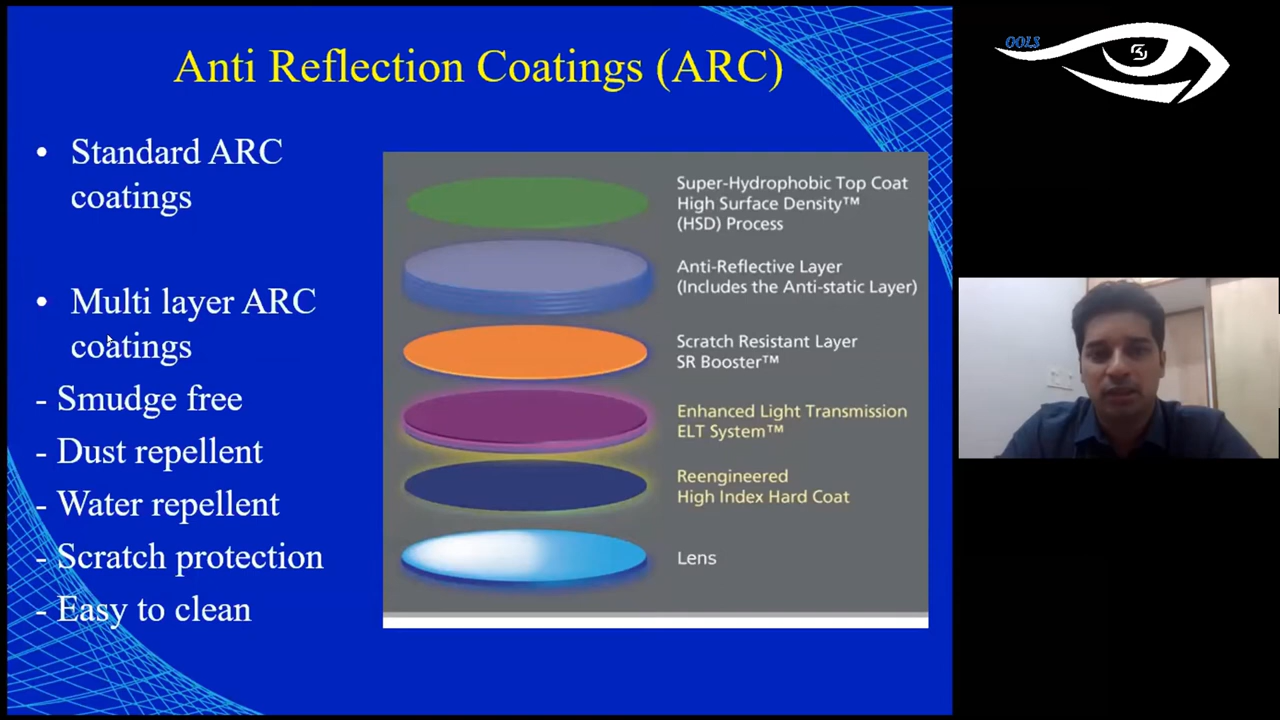 Anti Reflection Coatings (ARC)
OOLS
• Standard ARC
coatings
• Multi layer ARC
coatings
- Smudge free
- Dust repellent
- Water repellent
- Scratch protection
- Easy to clean
Super-Hydrophobic Top Coat
High Surface Density™
(HSD) Process
Anti-Reflective Layer
(Includes the Anti-static Layer)
Scratch Resistant Layer
SR Booster™
Enhanced Light Transmission
ELT System™
Reengineered
High Index Hard Coat
Lens